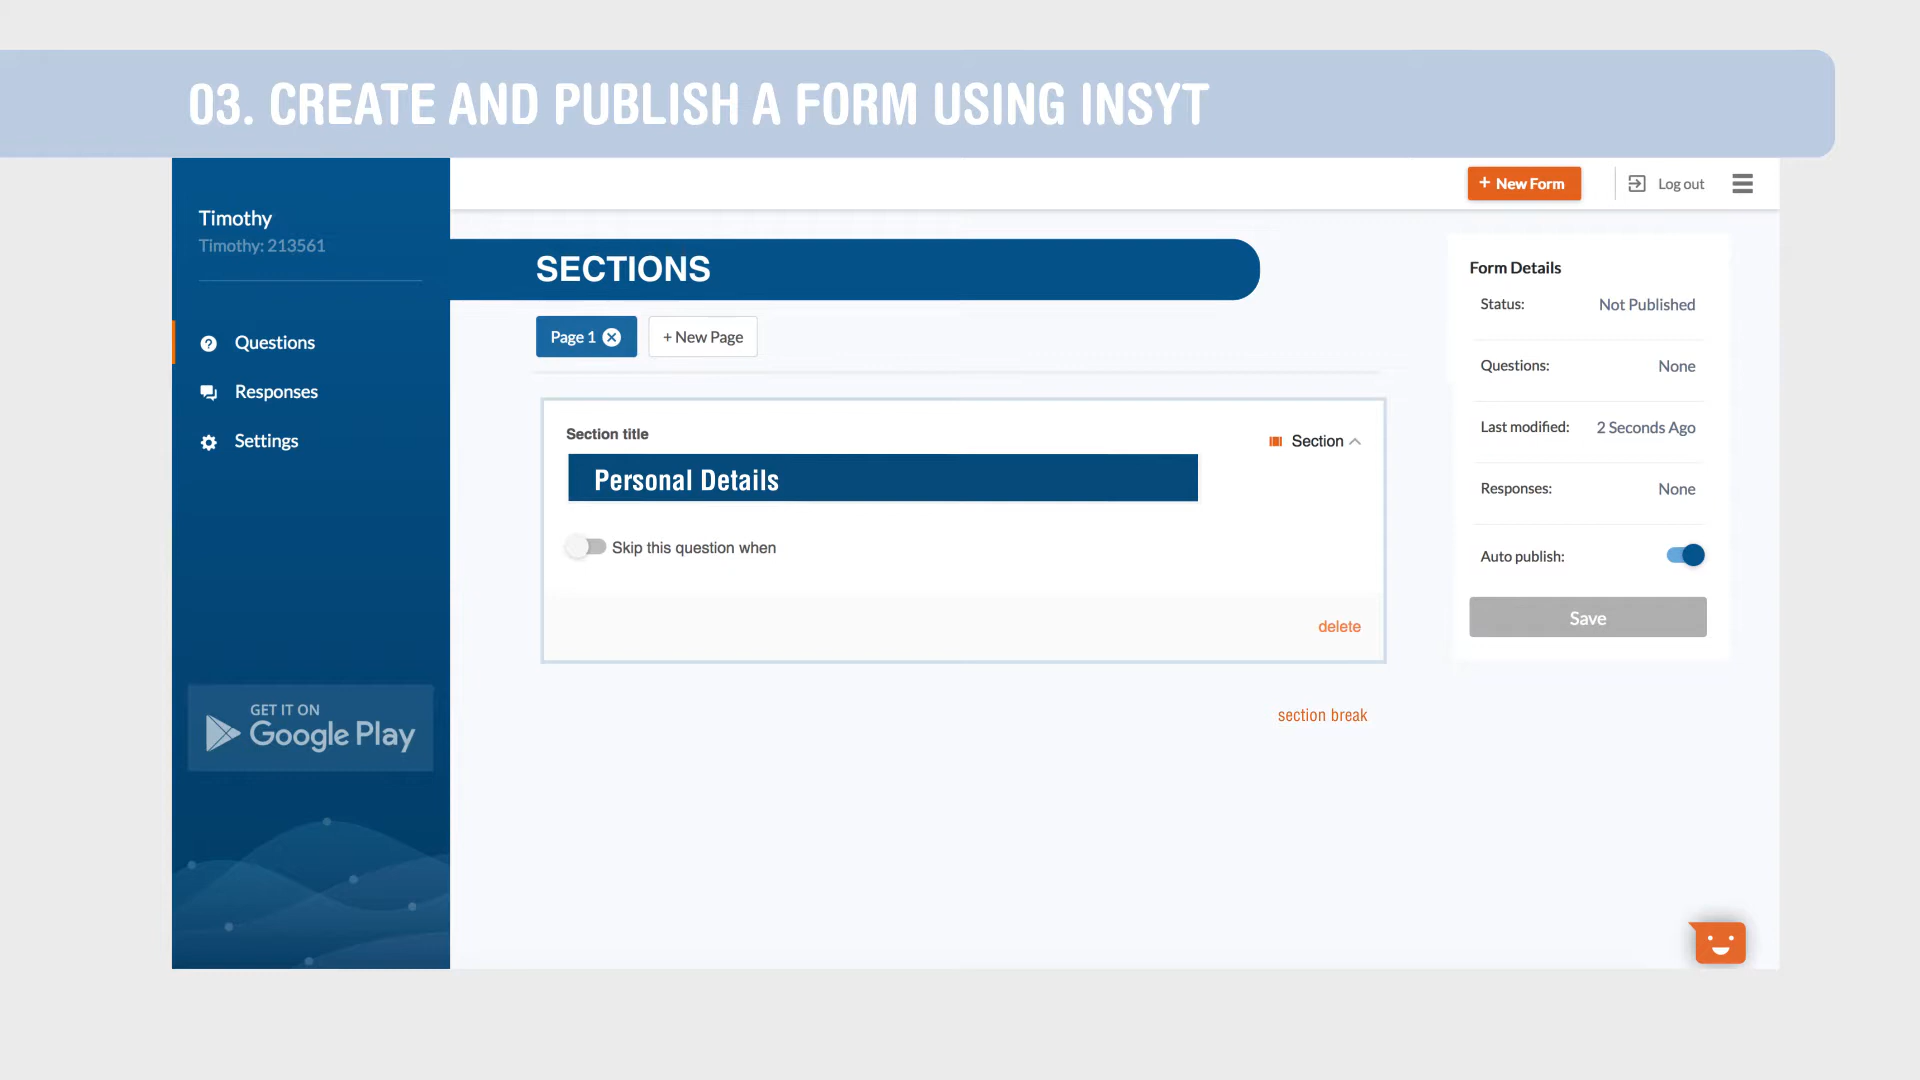 03. CREATE AND PUBLISH A FORM USING INSYT
+ New Form
Log out
Timothy
Timothy: 213561
Questions
Responses
Settings
GET IT ON
Google Play
SECTIONS
Page 1
+ New Page
Section title
Section
Personal Details
Skip this question when
delete
section break
Form Details
Status: Not Published
Questions: None
Last modified: 2 Seconds Ago
Responses: None
Auto publish:
Save